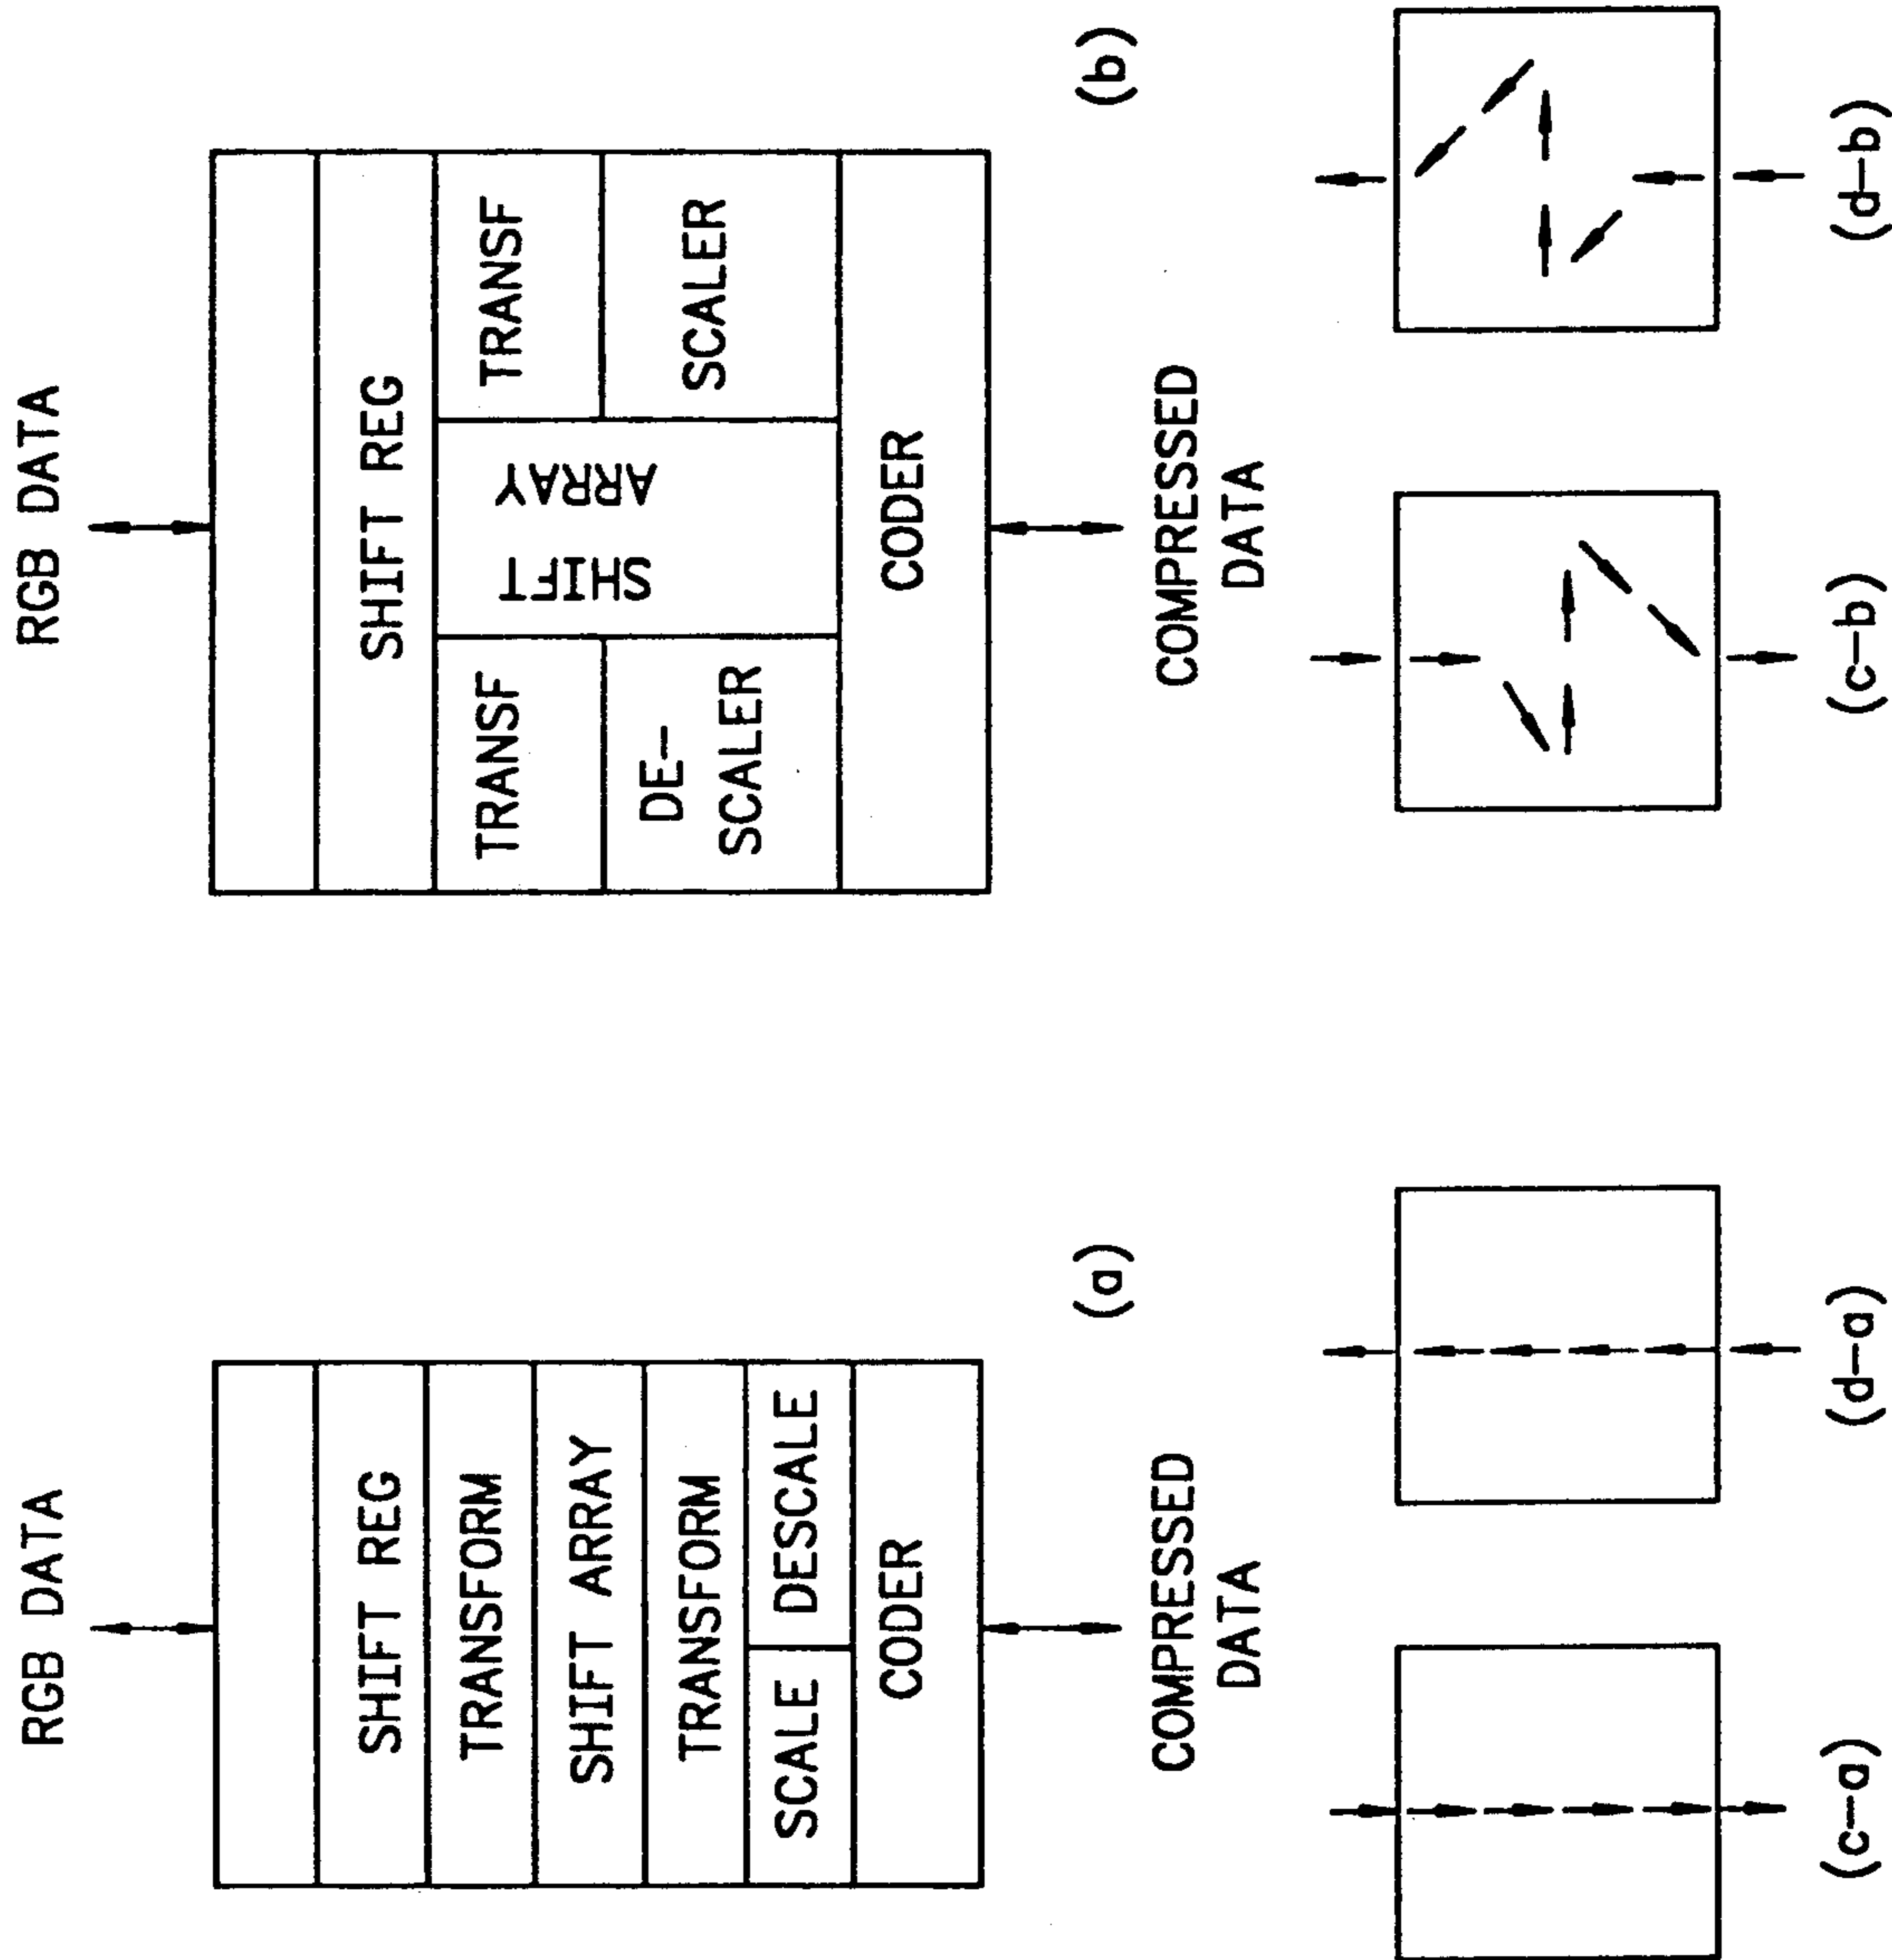 RGB DATA
SHIFT REG
TRANSFORM
SHIFT ARRAY
TRANSFORM
SCALE
DESCALE
CODER
(a)
COMPRESSED
DATA
(c-a)
(d-a)
RGB DATA
SHIFT REG
TRANSF
TRANSF
SHIFT
ARRAY
DE-
SCALER
SCALER
CODER
(b)
COMPRESSED
DATA
(c-b)
(d-b)